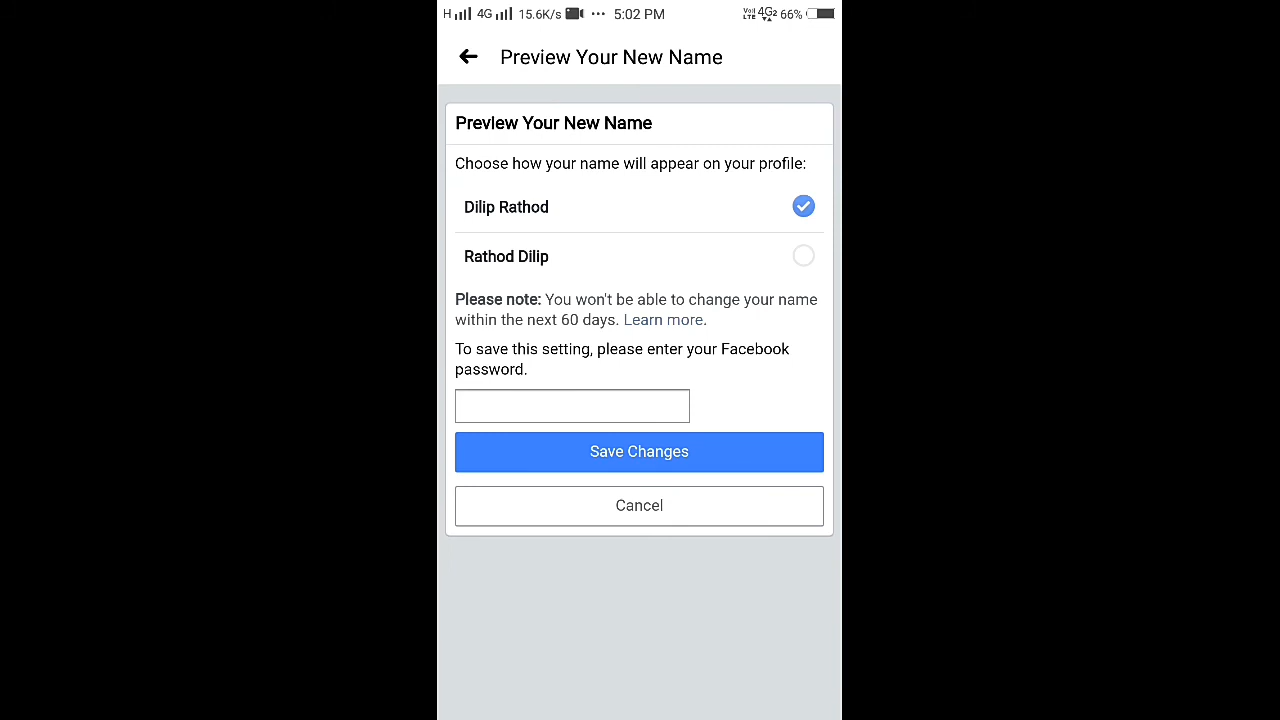 H 4G 15.6K/s ... 5:02 PM VoLTE 4G2 66%
Preview Your New Name
Preview Your New Name
Choose how your name will appear on your profile:
Dilip Rathod
Rathod Dilip
Please note: You won't be able to change your name
within the next 60 days. Learn more.
To save this setting, please enter your Facebook
password.
Save Changes
Cancel